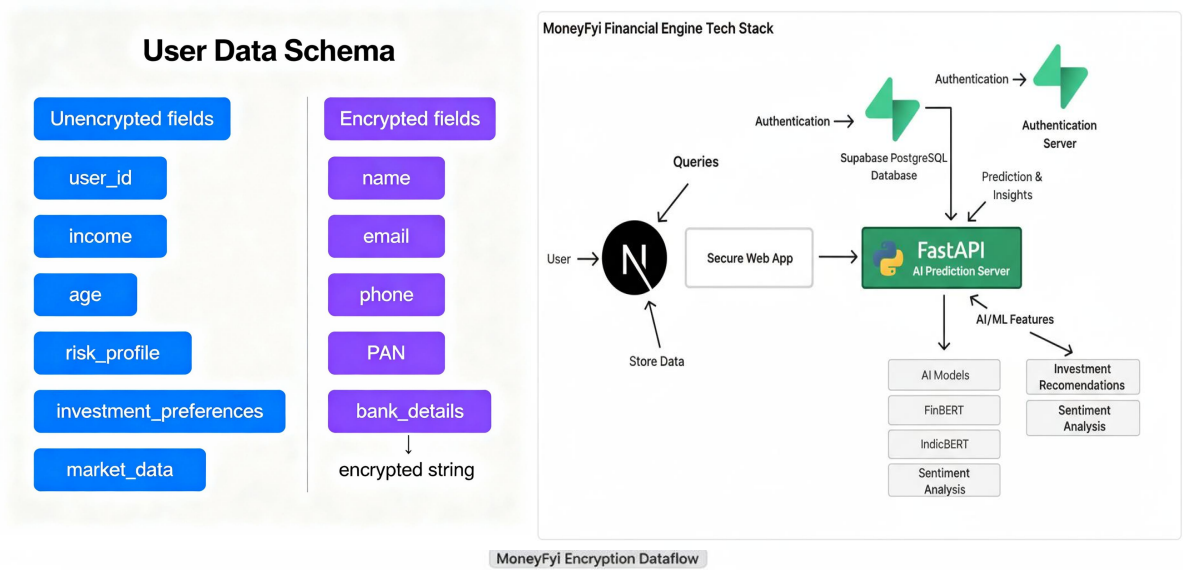 User Data Schema
Unencrypted fields
user_id
income
age
risk_profile
investment_preferences
market_data
Encrypted fields
name
email
phone
PAN
bank_details
encrypted string
MoneyFyi Financial Engine Tech Stack
Authentication
Authentication
Server
Authentication
Supabase PostgreSQL
Database
Prediction &
Insights
Queries
User
N
Secure Web App
FastAPI
AI Prediction Server
Store Data
AI/ML Features
AI Models
FinBERT
IndicBERT
Sentiment
Analysis
Investment
Recomendations
Sentiment
Analysis
MoneyFyi Encryption Dataflow